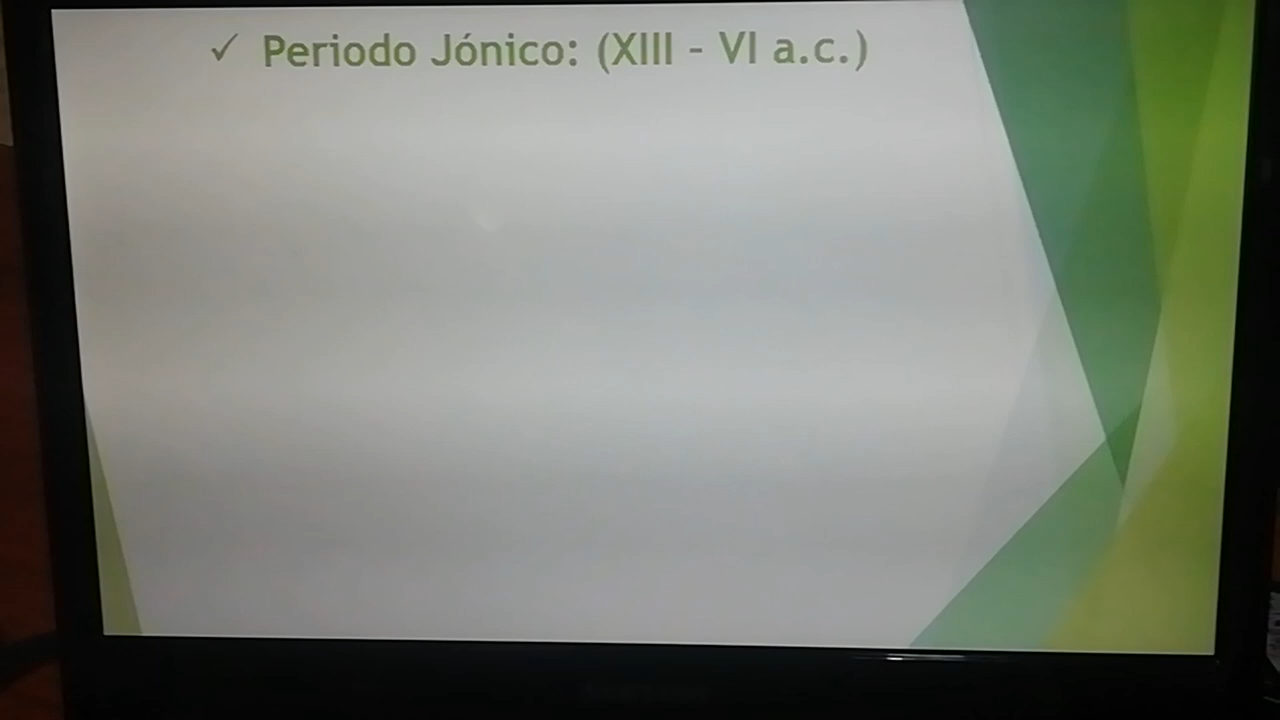 ✓ Periodo Jónico: (XIII - VI a.c.)